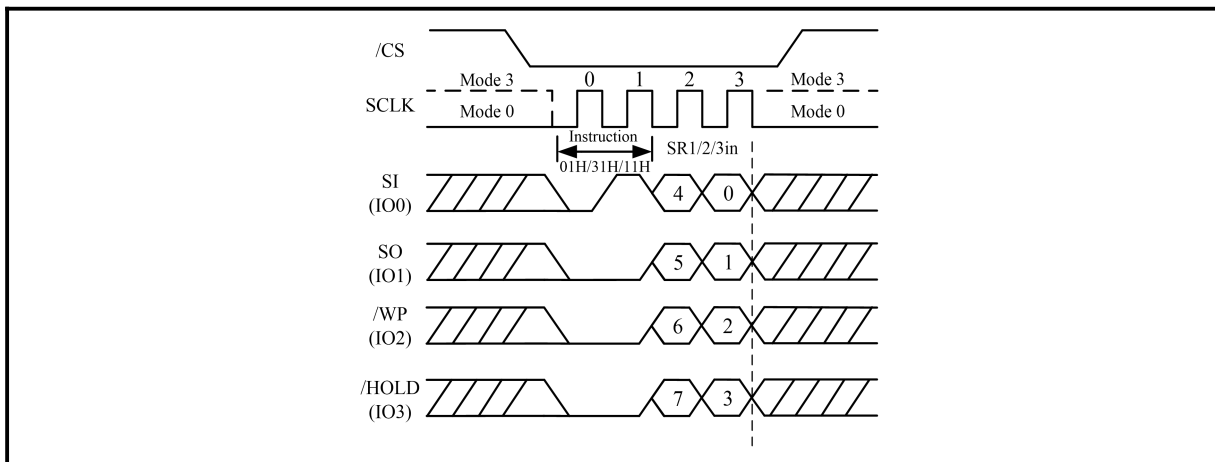 /CS
Mode 3 0 1 2 3 Mode 3
SCLK
Mode 0 Mode 0
Instruction
SR1/2/3in
01H/31H/11H
SI
(IO0)
4 0
SO
(IO1)
5 1
/WP
(IO2)
6 2
/HOLD
(IO3)
7 3